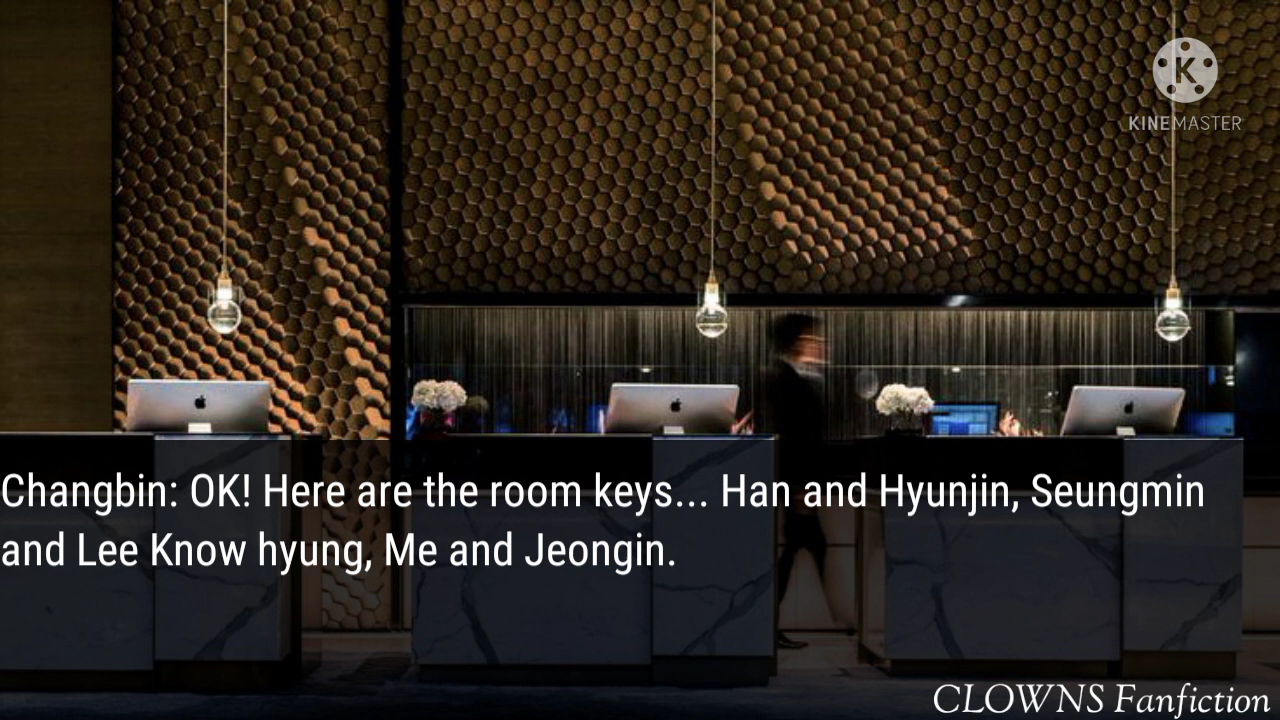 K
KINEMASTER
Changbin: OK! Here are the room keys... Han and Hyunjin, Seungmin
and Lee Know hyung, Me and Jeongin.
CLOWNS Fanfiction